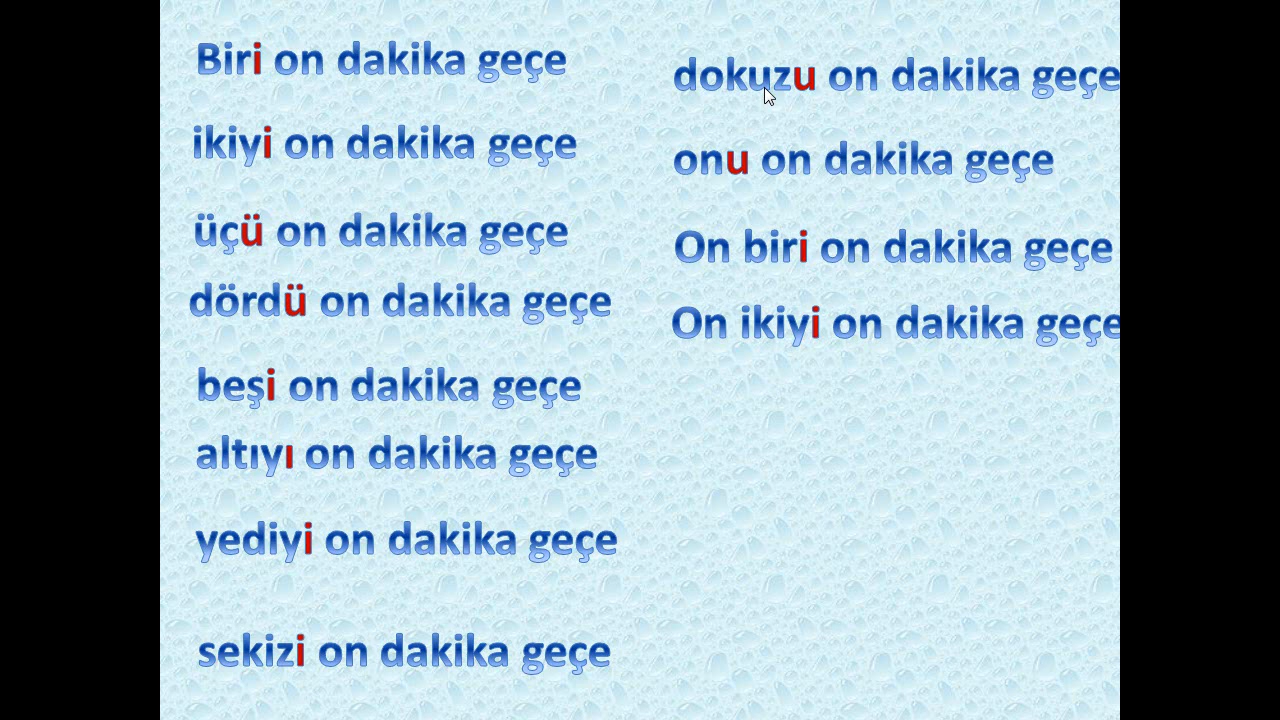 Biri on dakika geçe
ikiyi on dakika geçe
üçü on dakika geçe
dördü on dakika geçe
beşi on dakika geçe
altıyı on dakika geçe
yediyi on dakika geçe
sekizi on dakika geçe
dokuzu on dakika geçe
onu on dakika geçe
On biri on dakika geçe
On ikiyi on dakika geçe